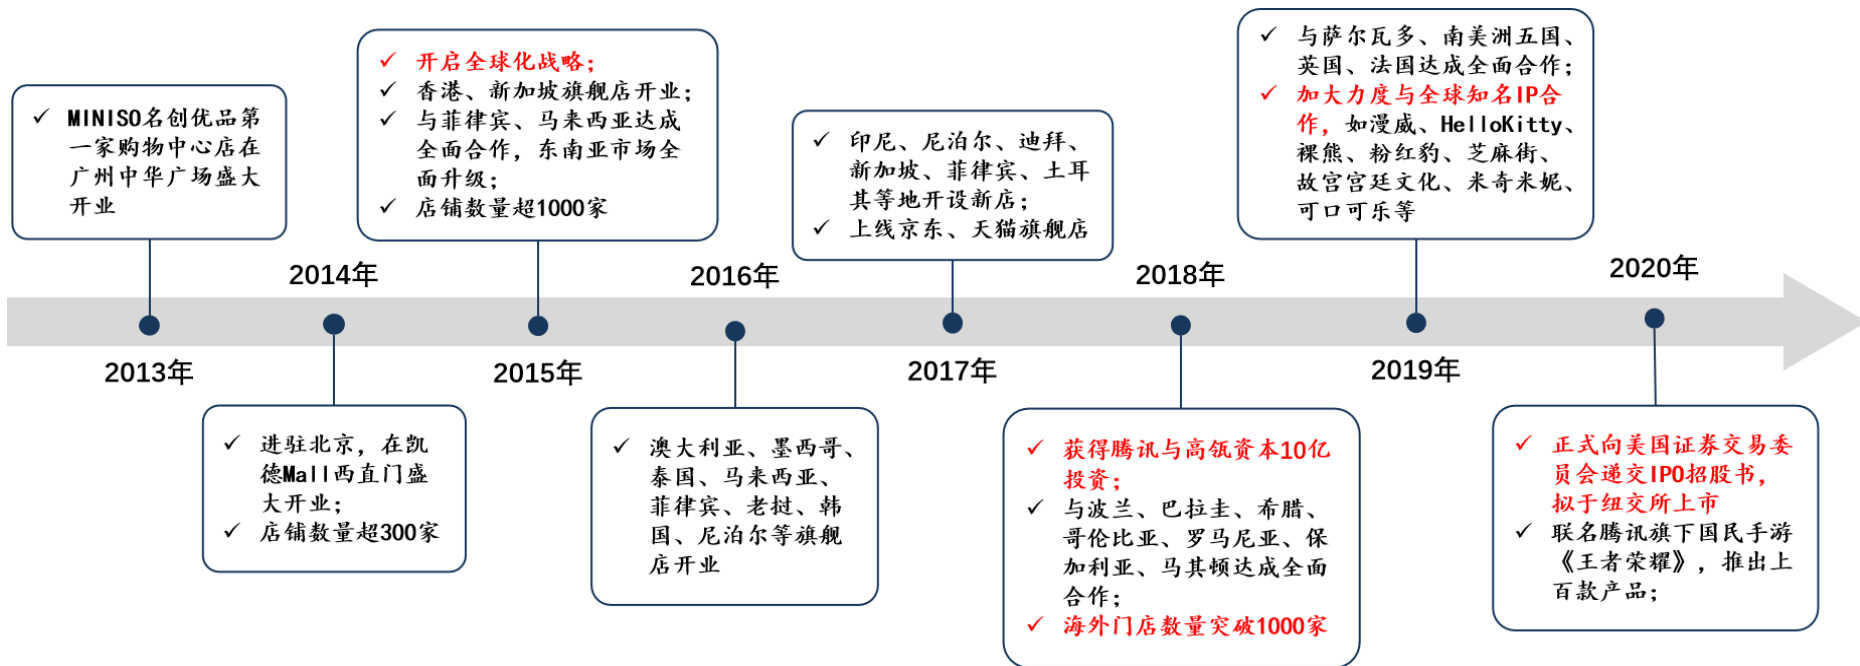 ✓ MINISO名创优品第
一家购物中心店在
广州中华广场盛大
开业
2013年
2014年
✓ 进驻北京，在凯
德Mall西直门盛
大开业；
✓ 店铺数量超300家
✓ 开启全球化战略；
✓ 香港、新加坡旗舰店开业；
✓ 与菲律宾、马来西亚达成
全面合作，东南亚市场全
面升级；
✓ 店铺数量超1000家
2015年
2016年
✓ 澳大利亚、墨西哥、
泰国、马来西亚、
菲律宾、老挝、韩
国、尼泊尔等旗舰
店开业
✓ 印尼、尼泊尔、迪拜、
新加坡、菲律宾、土耳
其等地开设新店；
✓ 上线京东、天猫旗舰店
2017年
2018年
✓ 获得腾讯与高瓴资本10亿
投资；
✓ 与波兰、巴拉圭、希腊、
哥伦比亚、罗马尼亚、保
加利亚、马其顿达成全面
合作；
✓ 海外门店数量突破1000家
✓ 与萨尔瓦多、南美洲五国、
英国、法国达成全面合作；
✓ 加大力度与全球知名IP合
作，如漫威、HelloKitty、
裸熊、粉红豹、芝麻街、
故宫宫廷文化、米奇米妮、
可口可乐等
2019年
2020年
✓ 正式向美国证券交易委
员会递交IPO招股书，
拟于纽交所上市
✓ 联名腾讯旗下国民手游
《王者荣耀》，推出上
百款产品；